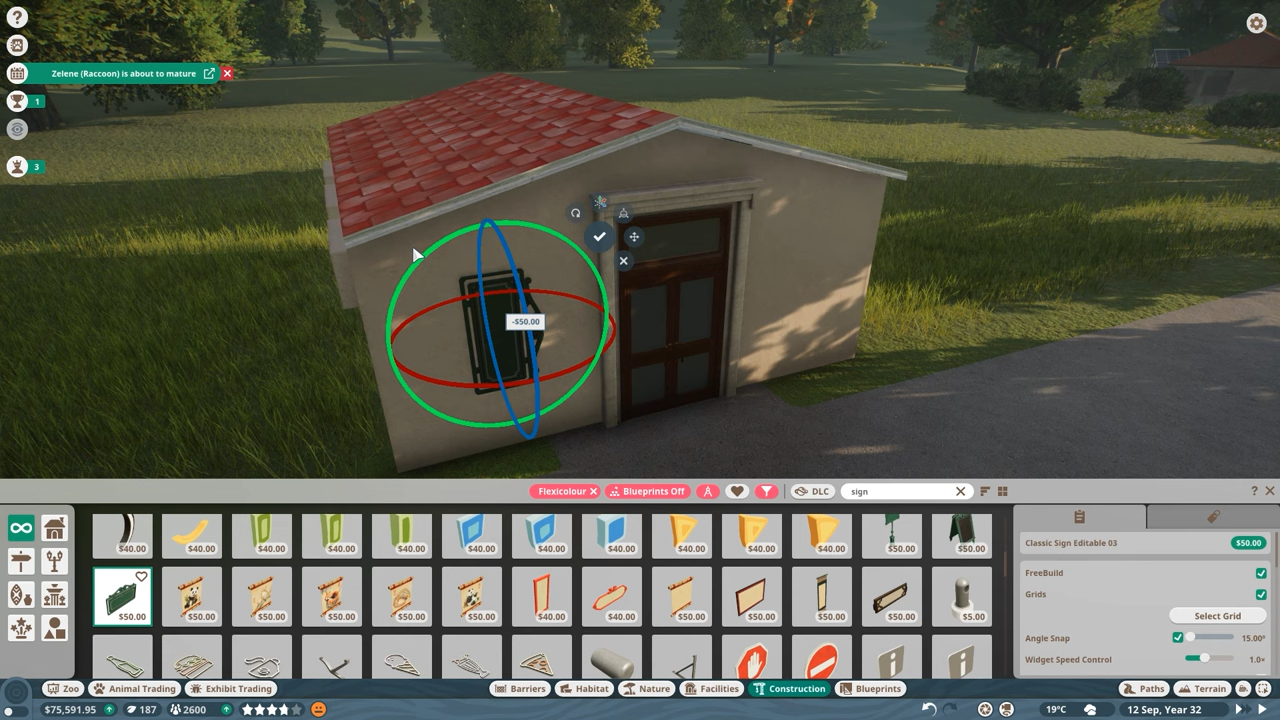 ?
Zelene (Raccoon) is about to mature
1
3
-$50.00
Flexicolour
Blueprints Off
DLC
sign
?
$40.00 $40.00 $40.00 $40.00 $40.00 $40.00 $40.00 $40.00 $40.00 $40.00 $40.00 $50.00 $50.00
$50.00 $50.00 $50.00 $50.00 $50.00 $50.00 $40.00 $40.00 $50.00 $50.00 $50.00 $50.00 $5.00
Classic Sign Editable 03 $50.00
FreeBuild
Grids
Select Grid
Angle Snap 15.00°
Widget Speed Control 1.0×
Zoo Animal Trading Exhibit Trading Barriers Habitat Nature Facilities Construction Blueprints Paths Terrain
$75,591.95 187 2600 19°C 12 Sep, Year 32